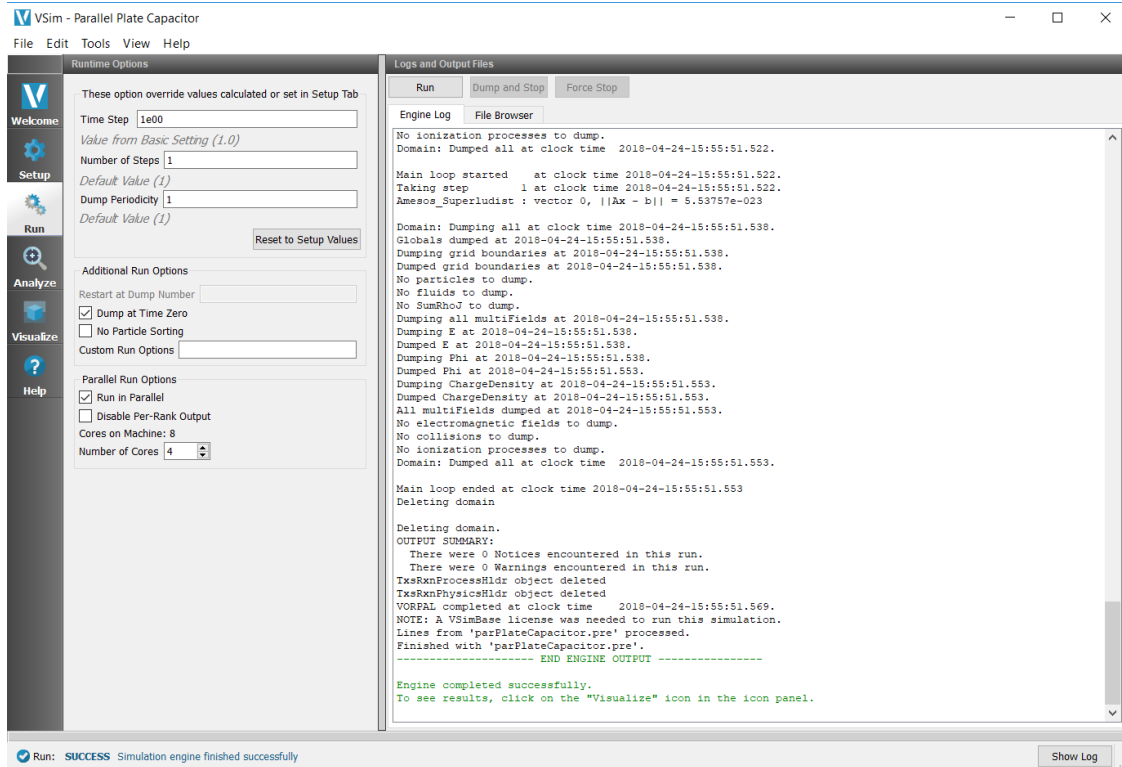 VSim - Parallel Plate Capacitor
File Edit Tools View Help
Runtime Options
Welcome
Setup
Run
Analyze
Visualize
Help
These option override values calculated or set in Setup Tab
Time Step 1e00
Value from Basic Setting (1.0)
Number of Steps 1
Default Value (1)
Dump Periodicity 1
Default Value (1)
Reset to Setup Values
Additional Run Options
Restart at Dump Number
Dump at Time Zero
No Particle Sorting
Custom Run Options
Parallel Run Options
Run in Parallel
Disable Per-Rank Output
Cores on Machine: 8
Number of Cores 4
Logs and Output Files
Run Dump and Stop Force Stop
Engine Log File Browser
No ionization processes to dump.
Domain: Dumped all at clock time 2018-04-24-15:55:51.522.
Main loop started at clock time 2018-04-24-15:55:51.522.
Taking step 1 at clock time 2018-04-24-15:55:51.522.
Amesos_Superludist : vector 0, ||Ax - b|| = 5.53757e-023
Domain: Dumping all at clock time 2018-04-24-15:55:51.538.
Globals dumped at 2018-04-24-15:55:51.538.
Dumping grid boundaries at 2018-04-24-15:55:51.538.
Dumped grid boundaries at 2018-04-24-15:55:51.538.
No particles to dump.
No fluids to dump.
No SumRhoJ to dump.
Dumping all multiFields at 2018-04-24-15:55:51.538.
Dumping E at 2018-04-24-15:55:51.538.
Dumped E at 2018-04-24-15:55:51.538.
Dumping Phi at 2018-04-24-15:55:51.538.
Dumped Phi at 2018-04-24-15:55:51.553.
Dumping ChargeDensity at 2018-04-24-15:55:51.553.
Dumped ChargeDensity at 2018-04-24-15:55:51.553.
All multiFields dumped at 2018-04-24-15:55:51.553.
No electromagnetic fields to dump.
No collisions to dump.
No ionization processes to dump.
Domain: Dumped all at clock time 2018-04-24-15:55:51.553.
Main loop ended at clock time 2018-04-24-15:55:51.553
Deleting domain
Deleting domain.
OUTPUT SUMMARY:
There were 0 Notices encountered in this run.
There were 0 Warnings encountered in this run.
TxsRxnProcessHldr object deleted
TxsRxnPhysicsHldr object deleted
VORPAL completed at clock time 2018-04-24-15:55:51.569.
NOTE: A VSimBase license was needed to run this simulation.
Lines from 'parPlateCapacitor.pre' processed.
Finished with 'parPlateCapacitor.pre'.
--------------------- END ENGINE OUTPUT ----------------
Engine completed successfully.
To see results, click on the "Visualize" icon in the icon panel.
Run: SUCCESS Simulation engine finished successfully
Show Log